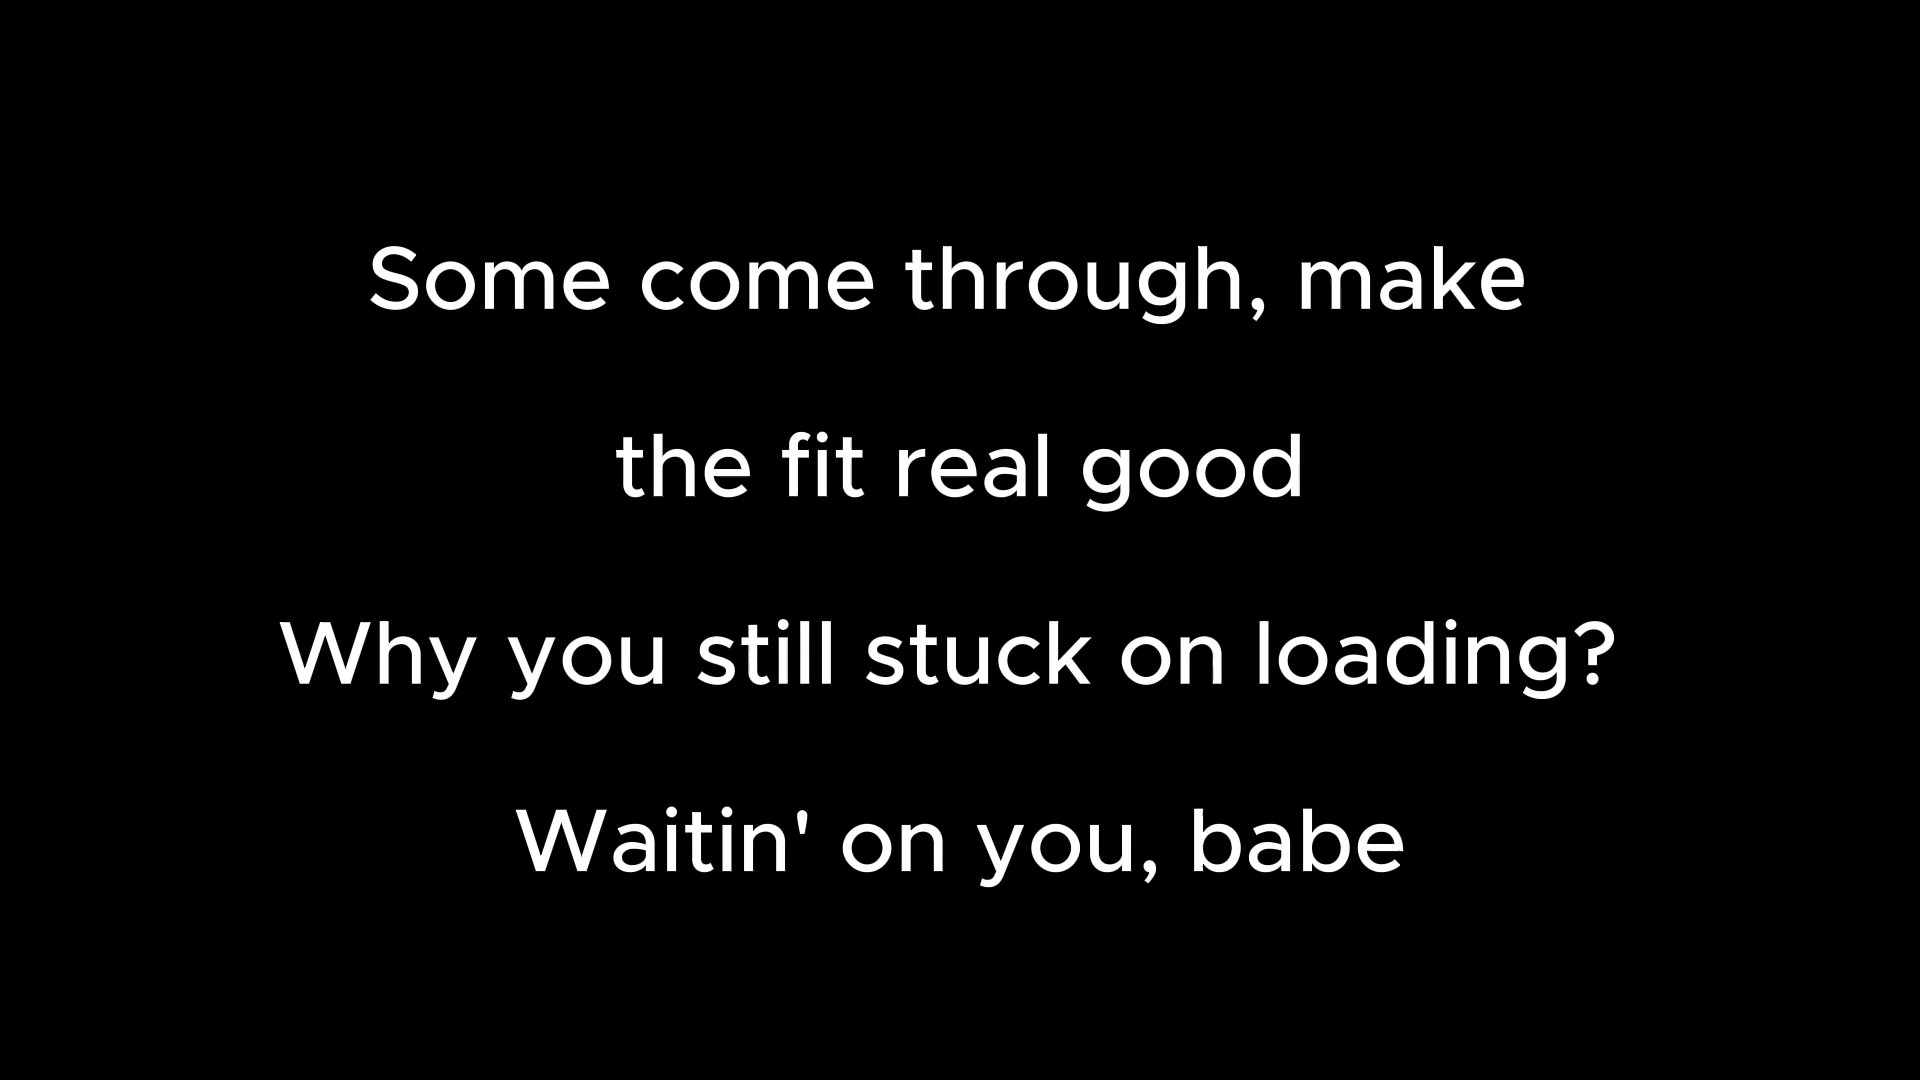 Some come through, make
the fit real good
Why you still stuck on loading?
Waitin' on you, babe